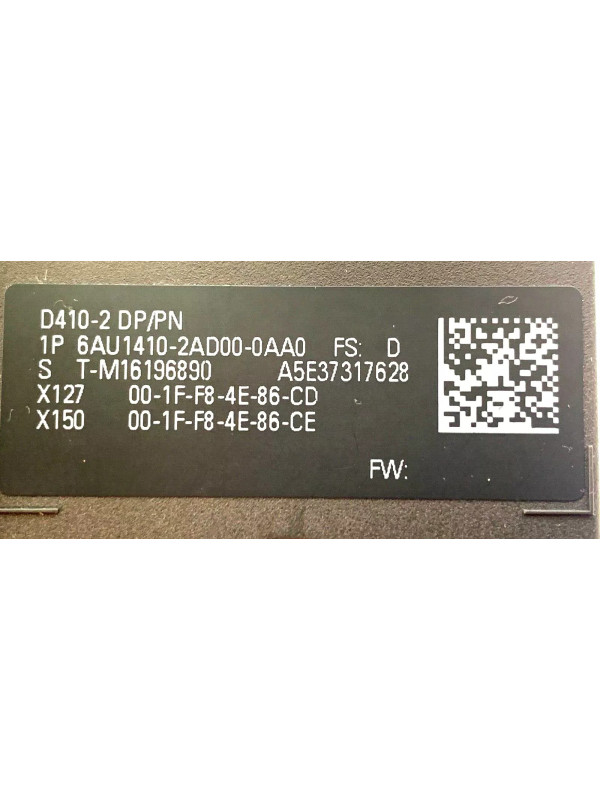 D410-2 DP/PN
1P 6AU1410-2AD00-0AA0 FS: D
S T-M16196890 A5E37317628
X127 00-1F-F8-4E-86-CD
X150 00-1F-F8-4E-86-CE
FW: